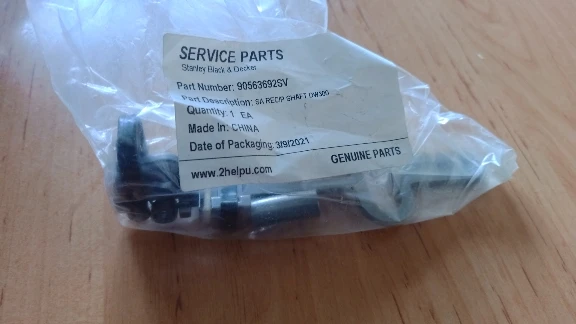 SERVICE PARTS
Stanley Black & Decker
Part Number: 90563692SV
Part Description: SA RECIP SHAFT DW300
Quantity: 1 EA
Made In: CHINA
Date of Packaging: 3/9/2021
www.2helpu.com GENUINE PARTS